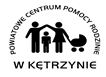 POWIATOWE CENTRUM POMOCY RODZINIE
W KĘTRZYNIE